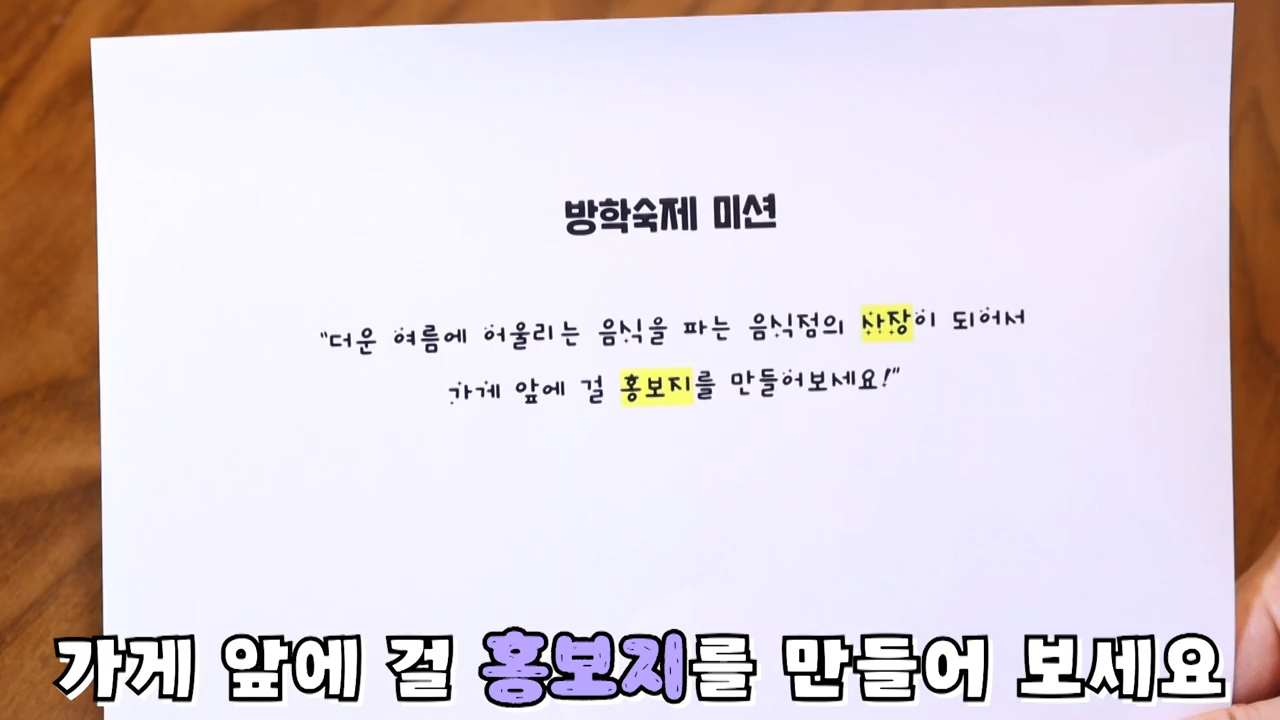 방학숙제 미션
"더운 여름에 어울리는 음식을 파는 음식점의 사장이 되어서
가게 앞에 걸 홍보지를 만들어보세요!"
가게 앞에 걸 홍보지를 만들어 보세요